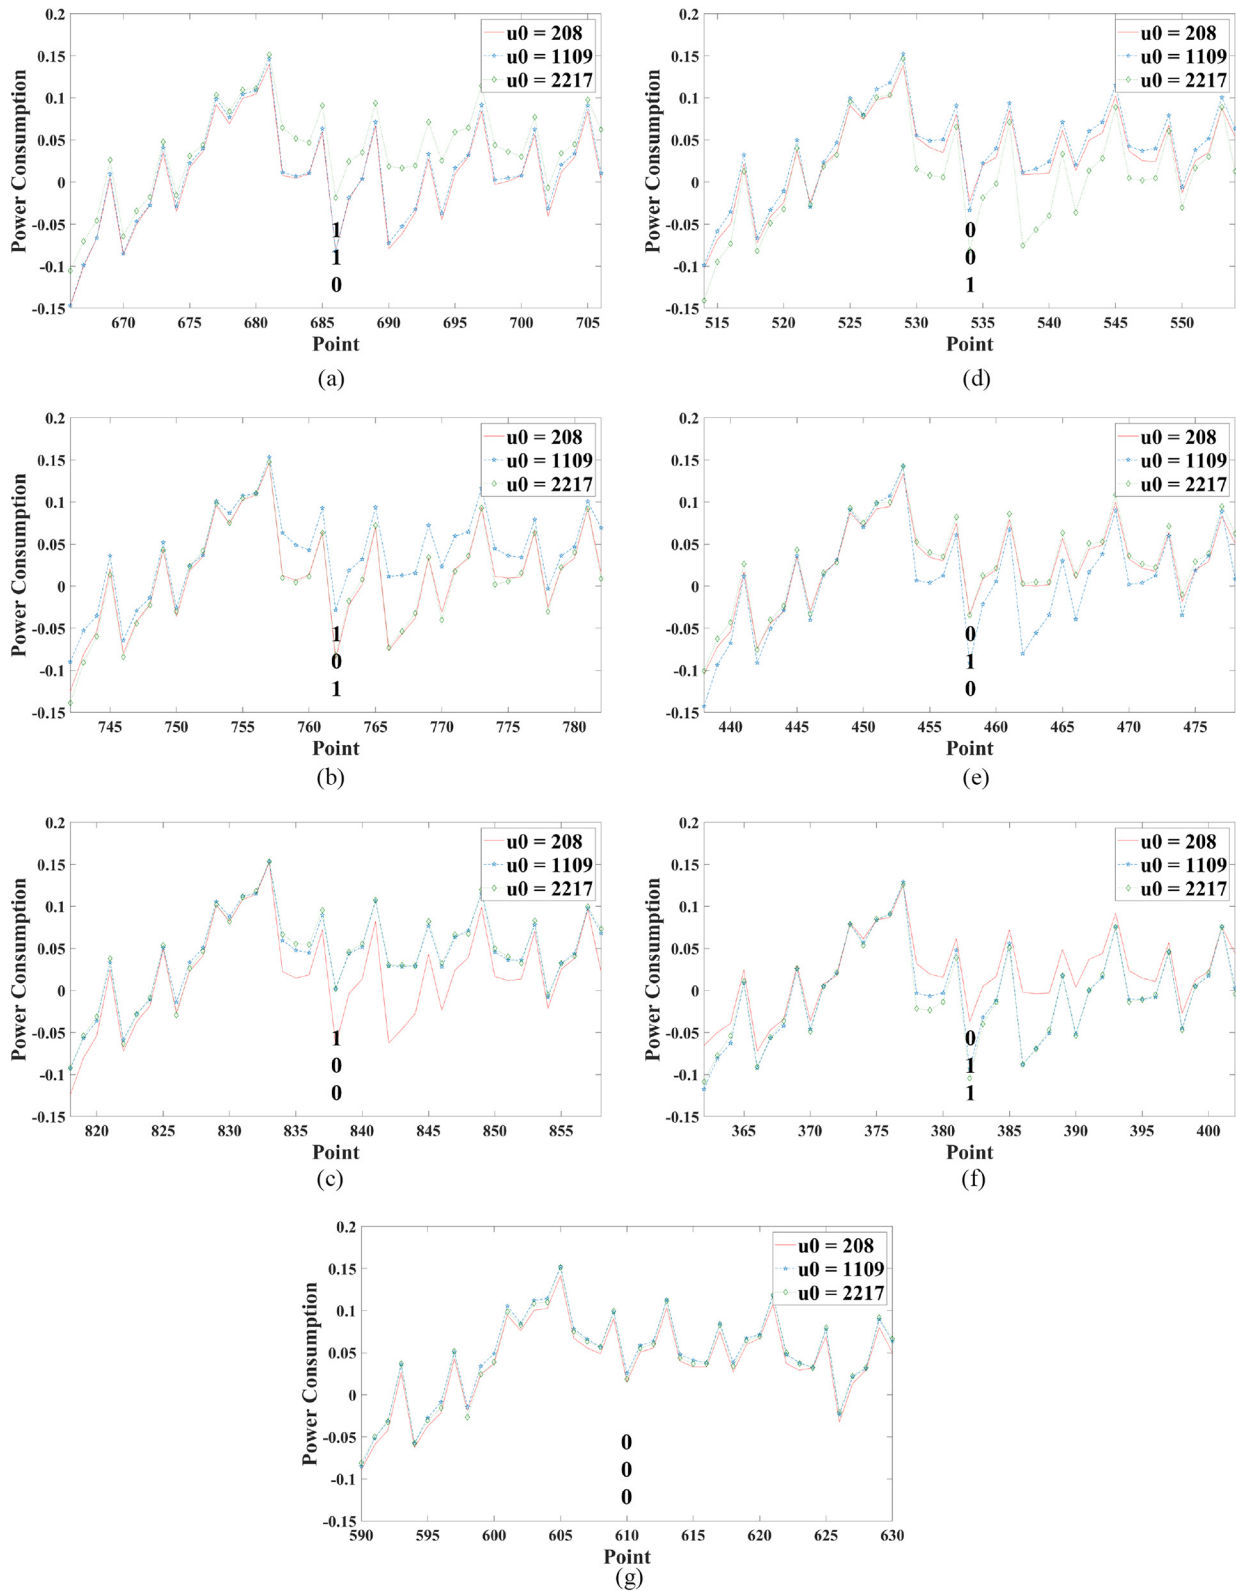 0.2
0.15
0.1
0.05
0
-0.05
-0.1
-0.15
Power Consumption
u0 = 208
u0 = 1109
u0 = 2217
1
1
0
670 675 680 685 690 695 700 705
Point
(a)
0.2
0.15
0.1
0.05
0
-0.05
-0.1
-0.15
Power Consumption
u0 = 208
u0 = 1109
u0 = 2217
0
0
1
515 520 525 530 535 540 545 550
Point
(d)
0.2
0.15
0.1
0.05
0
-0.05
-0.1
-0.15
Power Consumption
u0 = 208
u0 = 1109
u0 = 2217
1
0
1
745 750 755 760 765 770 775 780
Point
(b)
0.2
0.15
0.1
0.05
0
-0.05
-0.1
-0.15
Power Consumption
u0 = 208
u0 = 1109
u0 = 2217
0
1
0
440 445 450 455 460 465 470 475
Point
(e)
0.2
0.15
0.1
0.05
0
-0.05
-0.1
-0.15
Power Consumption
u0 = 208
u0 = 1109
u0 = 2217
1
0
0
820 825 830 835 840 845 850 855
Point
(c)
0.2
0.15
0.1
0.05
0
-0.05
-0.1
-0.15
Power Consumption
u0 = 208
u0 = 1109
u0 = 2217
0
1
1
365 370 375 380 385 390 395 400
Point
(f)
0.2
0.15
0.1
0.05
0
-0.05
-0.1
-0.15
Power Consumption
u0 = 208
u0 = 1109
u0 = 2217
0
0
0
590 595 600 605 610 615 620 625 630
Point
(g)